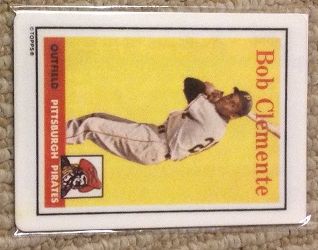 Bob Clemente
OUTFIELD PITTSBURGH PIRATES
©TOPPS®